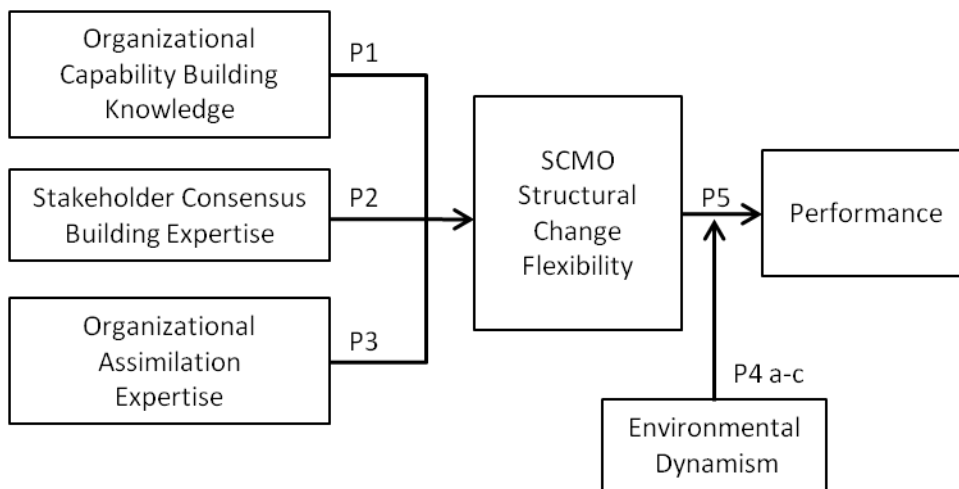 Organizational
Capability Building
Knowledge
P1
Stakeholder Consensus
Building Expertise
P2
Organizational
Assimilation
Expertise
P3
SCMO
Structural
Change
Flexibility
P5
Performance
P4 a-c
Environmental
Dynamism